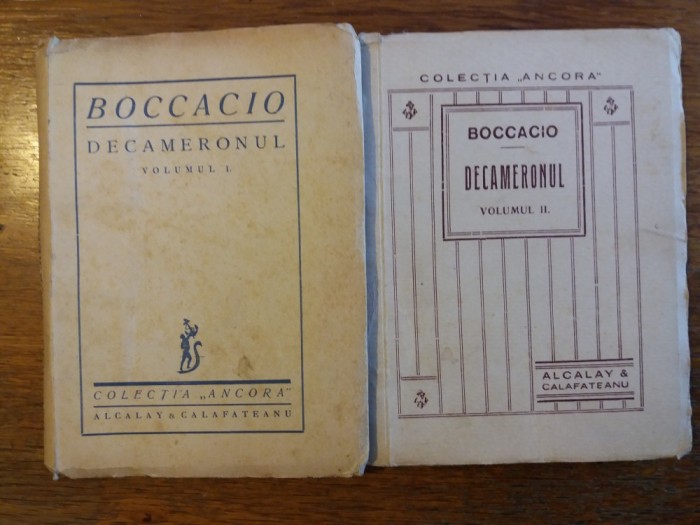 BOCCACIO
DECAMERONUL
VOLUMUL I.
COLECȚIA „ANCORA"
ALCALAY & CALAFATEANU
COLECȚIA „ANCORA"
BOCCACIO
DECAMERONUL
VOLUMUL II.
ALCALAY &
CALAFATEANU